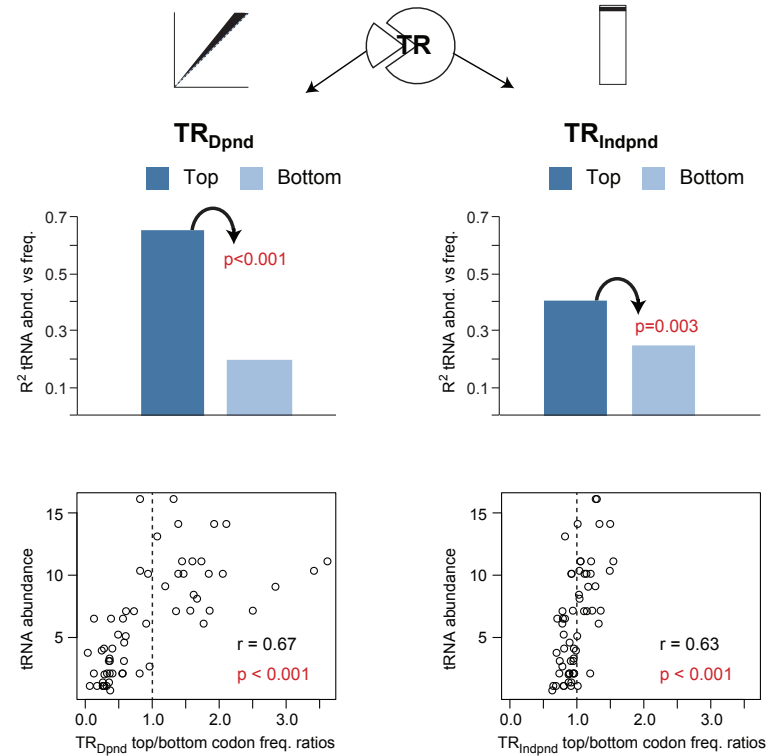 TR
TR_Dpnd
Top Bottom
0.7
0.5
0.3
0.1
R² tRNA abnd. vs freq.
p<0.001
TR_Indpnd
Top Bottom
0.7
0.5
0.3
0.1
R² tRNA abnd. vs freq.
p=0.003
15
10
5
tRNA abundance
r = 0.67
p < 0.001
0.0 1.0 2.0 3.0
TR_Dpnd top/bottom codon freq. ratios
15
10
5
tRNA abundance
r = 0.63
p < 0.001
0.0 1.0 2.0 3.0
TR_Indpnd top/bottom codon freq. ratios